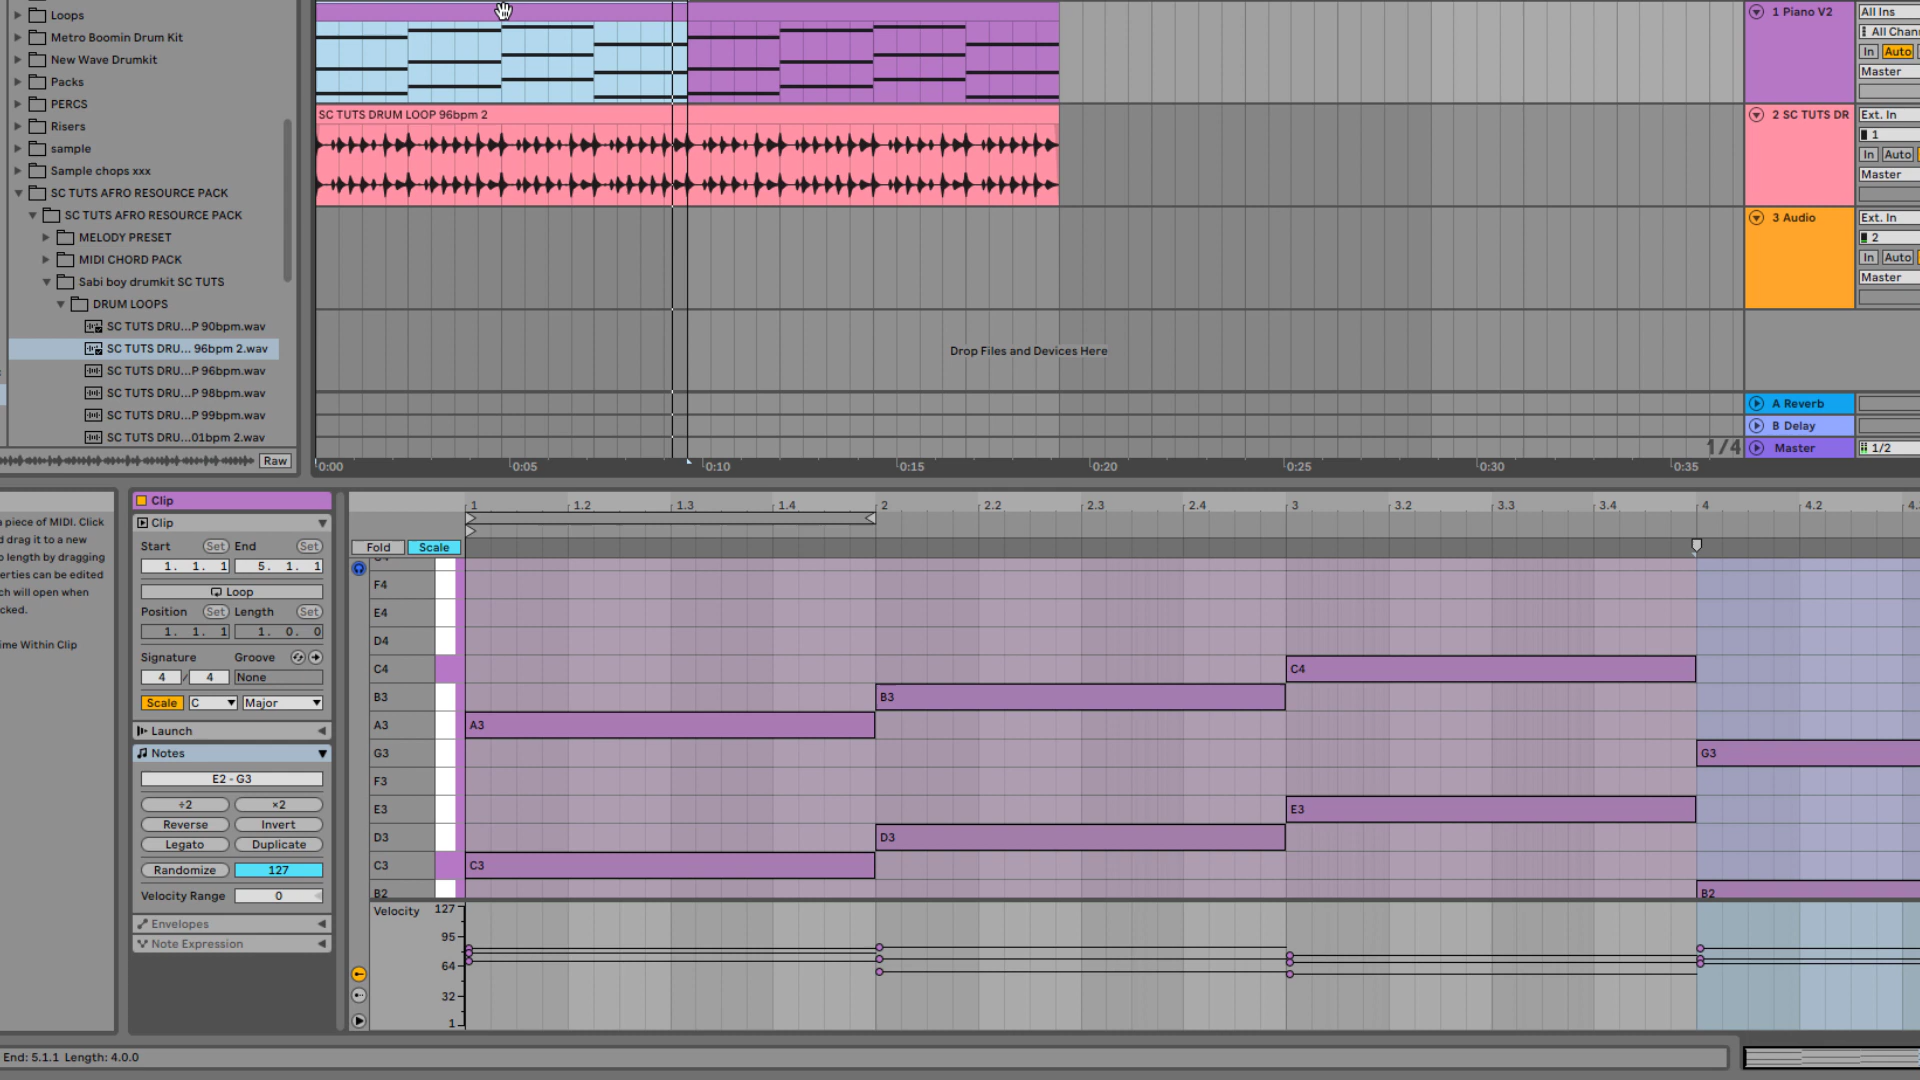 Loops
Metro Boomin Drum Kit
New Wave Drumkit
Packs
PERCS
Risers
sample
Sample chops xxx
SC TUTS AFRO RESOURCE PACK
SC TUTS AFRO RESOURCE PACK
MELODY PRESET
MIDI CHORD PACK
Sabi boy drumkit SC TUTS
DRUM LOOPS
SC TUTS DRU...P 90bpm.wav
SC TUTS DRU... 96bpm 2.wav
SC TUTS DRU...P 96bpm.wav
SC TUTS DRU...P 98bpm.wav
SC TUTS DRU...P 99bpm.wav
SC TUTS DRU...01bpm 2.wav
Raw
SC TUTS DRUM LOOP 96bpm 2
Drop Files and Devices Here
1/4
0:00 0:05 0:10 0:15 0:20 0:25 0:30 0:35
1 Piano V2
All Ins
All Chan
In Auto
Master
2 SC TUTS DR
Ext. In
1
In Auto
Master
3 Audio
Ext. In
2
In Auto
Master
A Reverb
B Delay
Master
1/2
a piece of MIDI. Click
d drag it to a new
o length by dragging
erties can be edited
ch will open when
cked.
ime Within Clip
Clip
Clip
Start Set End Set
1. 1. 1 5. 1. 1
Loop
Position Set Length Set
1. 1. 1 1. 0. 0
Signature Groove
4 / 4 None
Scale C Major
Launch
Notes
E2 - G3
÷2 ×2
Reverse Invert
Legato Duplicate
Randomize 127
Velocity Range 0
Envelopes
Note Expression
1 1.2 1.3 1.4 2 2.2 2.3 2.4 3 3.2 3.3 3.4 4 4.2 4.3
Fold Scale
F4
E4
D4
C4 C4
B3 B3
A3 A3
G3 G3
F3
E3 E3
D3 D3
C3 C3
B2 B2
Velocity 127
95
64
32
1
End: 5.1.1 Length: 4.0.0